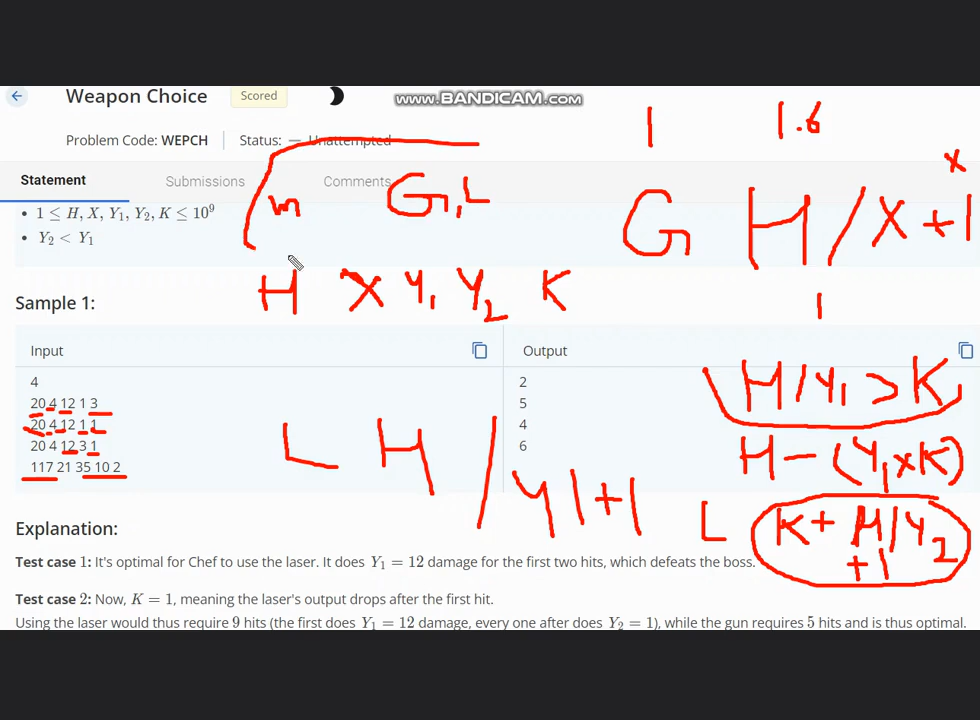 www.BANDICAM.com
Weapon Choice
Scored
1
1.6
Problem Code: WEPCH
Status: — Unattempted
Statement
Submissions
Comments
m
G, L
G H / X + 1
x
• 1 ≤ H, X, Y₁, Y₂, K ≤ 10⁹
• Y₂ < Y₁
H X Y₁ Y₂ K
1
Sample 1:
Input
Output
4
20 4 12 1 3
20 4 12 1 1
20 4 12 3 1
117 21 35 10 2
2
5
4
6
L H / Y1 + 1
H / Y₁ > K
H - (Y₁ × K)
L K + H / Y₂ + 1
Explanation:
Test case 1: It's optimal for Chef to use the laser. It does Y₁ = 12 damage for the first two hits, which defeats the boss.
Test case 2: Now, K = 1, meaning the laser's output drops after the first hit.
Using the laser would thus require 9 hits (the first does Y₁ = 12 damage, every one after does Y₂ = 1), while the gun requires 5 hits and is thus optimal.